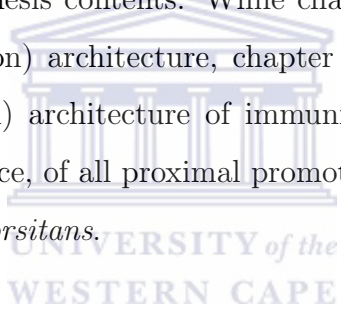 thesis contents. While cha
on) architecture, chapter
) architecture of immuni
ce, of all proximal promot
orsitans.
UNIVERSITY of the
WESTERN CAPE